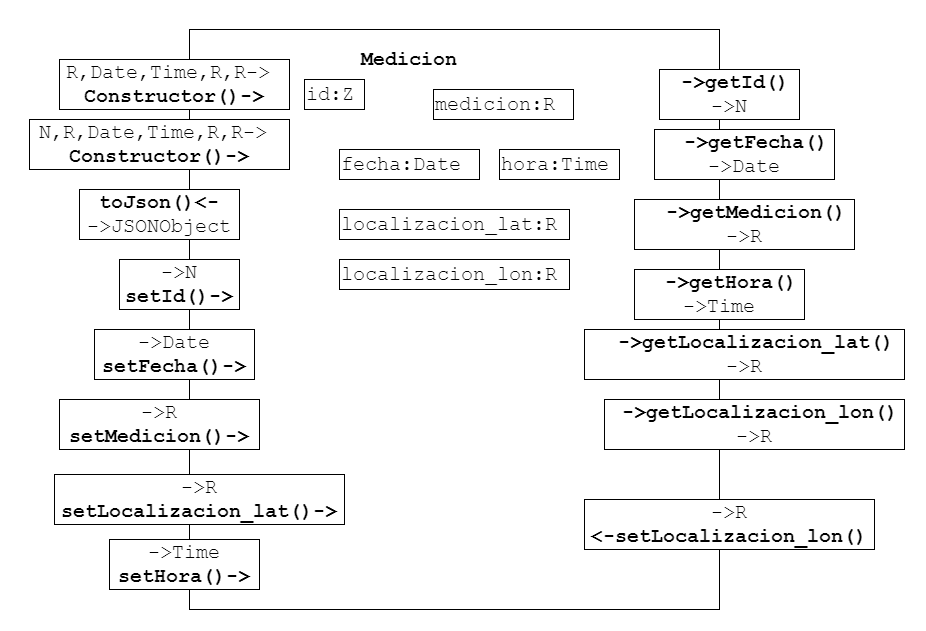 Medicion
R,Date,Time,R,R->
Constructor()->
N,R,Date,Time,R,R->
Constructor()->
toJson()<-
->JSONObject
->N
setId()->
->Date
setFecha()->
->R
setMedicion()->
->R
setLocalizacion_lat()->
->Time
setHora()->
id:Z
medicion:R
fecha:Date
hora:Time
localizacion_lat:R
localizacion_lon:R
->getId()
->N
->getFecha()
->Date
->getMedicion()
->R
->getHora()
->Time
->getLocalizacion_lat()
->R
->getLocalizacion_lon()
->R
->R
<-setLocalizacion_lon()